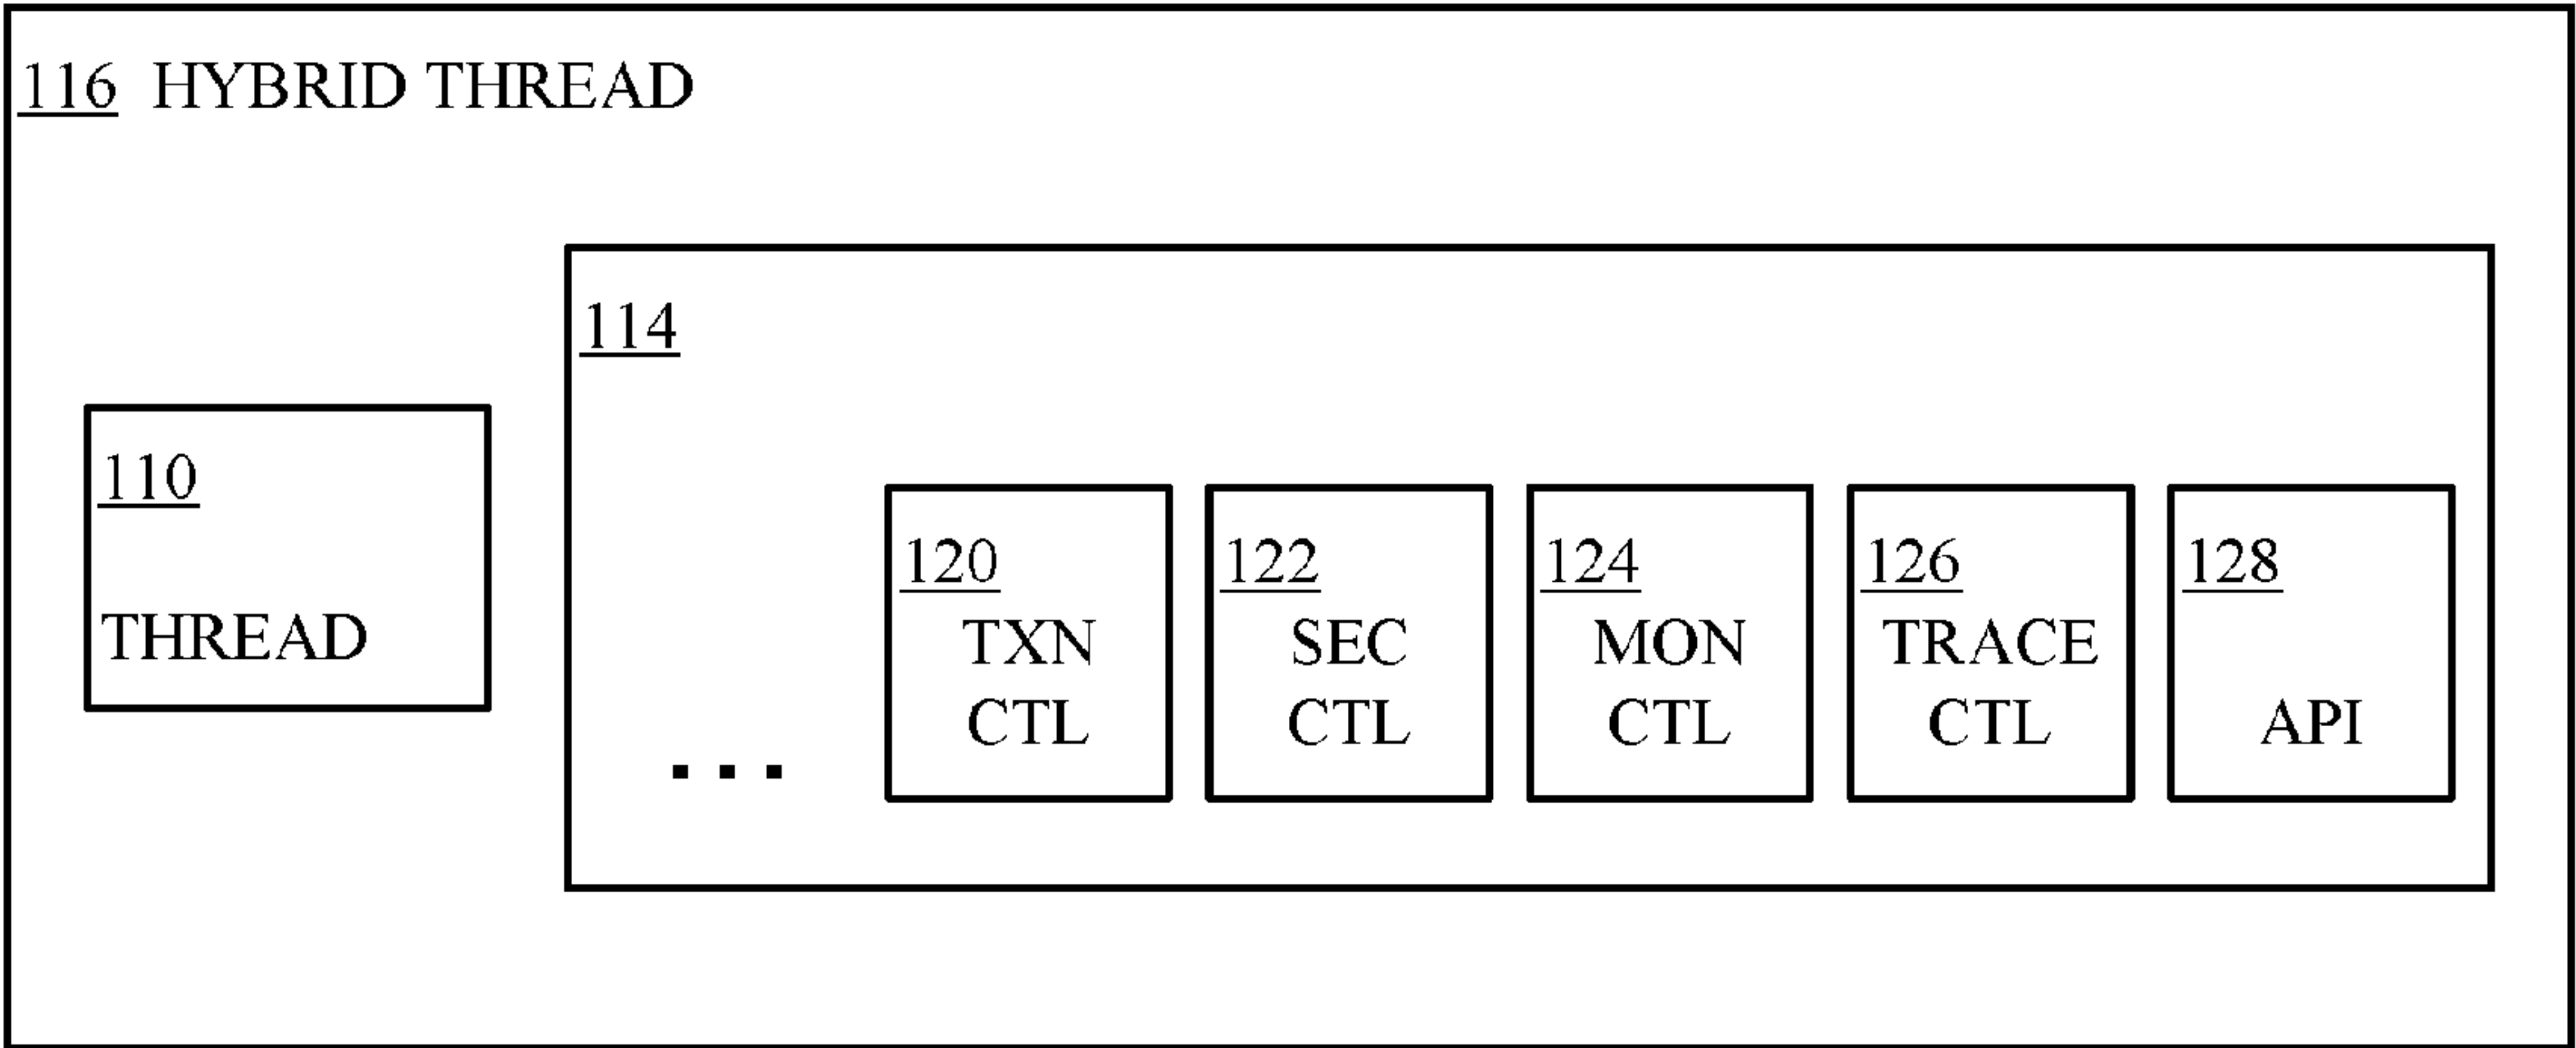 116 HYBRID THREAD
114
110
THREAD
120
TXN
CTL
122
SEC
CTL
124
MON
CTL
126
TRACE
CTL
128
API
...